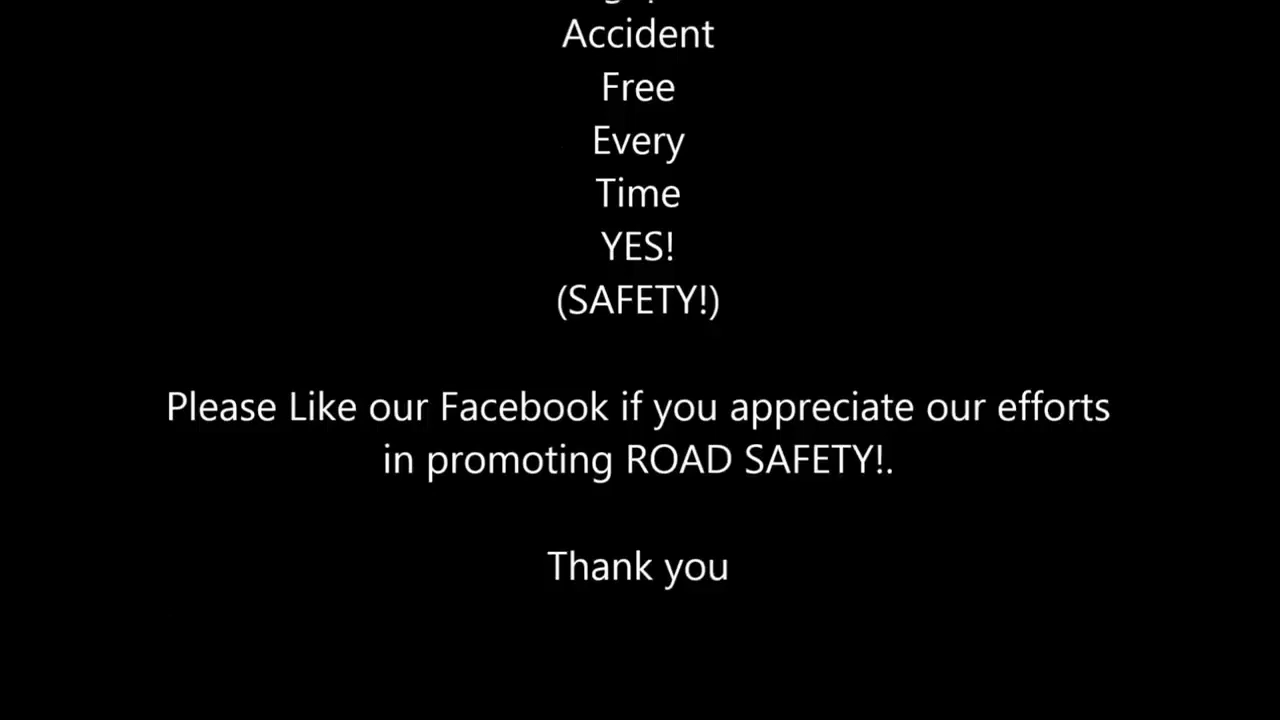 Accident
Free
Every
Time
YES!
(SAFETY!)
Please Like our Facebook if you appreciate our efforts
in promoting ROAD SAFETY!.
Thank you